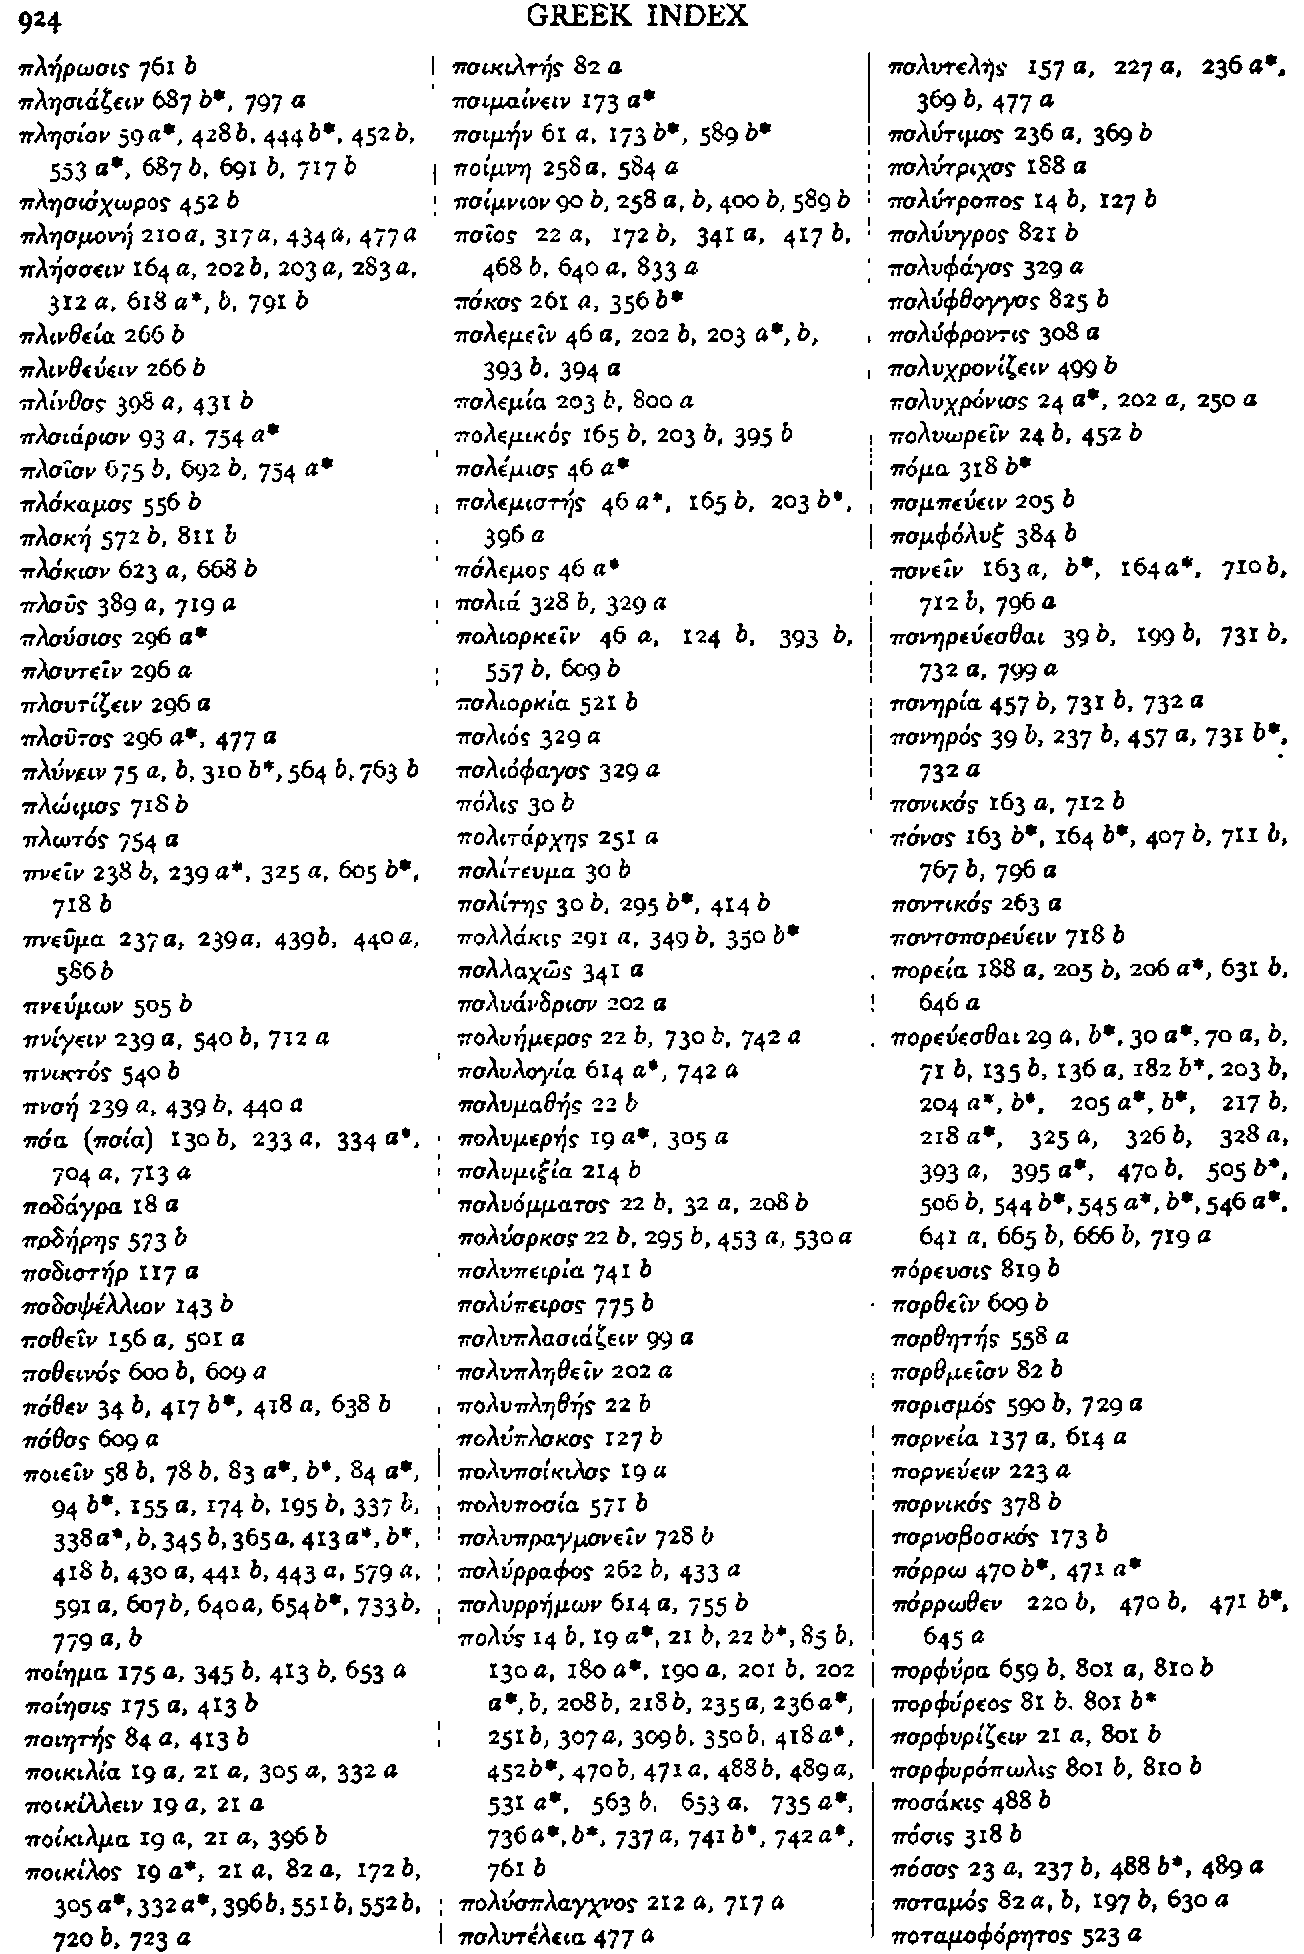 924
GREEK INDEX
πλήρωσις 761 b
πλησιάζειν 687 b*, 797 a
πλησίον 59 a*, 428 b, 444 b*, 452 b,
553 a*, 687 b, 691 b, 717 b
πλησιόχωρος 452 b
πλησμονή 210 a, 317 a, 434 a, 477 a
πλήσσειν 164 a, 202 b, 203 a, 283 a,
312 a, 618 a*, b, 791 b
πλινθεία 266 b
πλινθεύειν 266 b
πλίνθος 398 a, 431 b
πλοιάριον 93 a, 754 a*
πλοῖον 675 b, 692 b, 754 a*
πλόκαμος 556 b
πλοκή 572 b, 811 b
πλόκιον 623 a, 668 b
πλοῦς 389 a, 719 a
πλούσιος 296 a*
πλουτεῖν 296 a
πλουτίζειν 296 a
πλοῦτος 296 a*, 477 a
πλύνειν 75 a, b, 310 b*, 564 b, 763 b
πλώιμος 718 b
πλωτός 754 a
πνεῖν 238 b, 239 a*, 325 a, 605 b*,
718 b
πνεῦμα 237 a, 239 a, 439 b, 440 a,
586 b
πνεύμων 505 b
πνίγειν 239 a, 540 b, 712 a
πνικτός 540 b
πνοή 239 a, 439 b, 440 a
πόα (ποία) 130 b, 233 a, 334 a*,
704 a, 713 a
ποδάγρα 18 a
ποδήρης 573 b
ποδιστήρ 117 a
ποδοψέλλιον 143 b
ποθεῖν 156 a, 501 a
ποθεινός 600 b, 609 a
πόθεν 34 b, 417 b*, 418 a, 638 b
πόθος 609 a
ποιεῖν 58 b, 78 b, 83 a*, b*, 84 a*,
94 b*, 155 a, 174 b, 195 b, 337 b,
338 a*, b, 345 b, 365 a, 413 a*, b*,
418 b, 430 a, 441 b, 443 a, 579 a,
591 a, 607 b, 640 a, 654 b*, 733 b,
779 a, b
ποίημα 175 a, 345 b, 413 b, 653 a
ποίησις 175 a, 413 b
ποιητής 84 a, 413 b
ποικιλία 19 a, 21 a, 305 a, 332 a
ποικίλλειν 19 a, 21 a
ποίκιλμα 19 a, 21 a, 396 b
ποικίλος 19 a*, 21 a, 82 a, 172 b,
305 a*, 332 a*, 396 b, 551 b, 552 b,
720 b, 723 a
ποικιλτής 82 a
ποιμαίνειν 173 a*
ποιμήν 61 a, 173 b*, 589 b*
ποίμνη 258 a, 584 a
ποίμνιον 90 b, 258 a, b, 400 b, 589 b
ποῖος 22 a, 172 b, 341 a, 417 b,
468 b, 640 a, 833 a
πόκος 261 a, 356 b*
πολεμεῖν 46 a, 202 b, 203 a*, b,
393 b, 394 a
πολεμία 203 b, 800 a
πολεμικός 165 b, 203 b, 395 b
πολέμιος 46 a*
πολεμιστής 46 a*, 165 b, 203 b*,
396 a
πόλεμος 46 a*
πολιά 328 b, 329 a
πολιορκεῖν 46 a, 124 b, 393 b,
557 b, 609 b
πολιορκία 521 b
πολιός 329 a
πολιόφαγος 329 a
πόλις 30 b
πολιτάρχης 251 a
πολίτευμα 30 b
πολίτης 30 b, 295 b*, 414 b
πολλάκις 291 a, 349 b, 350 b*
πολλαχῶς 341 a
πολυάνδριον 202 a
πολυήμερος 22 b, 730 b, 742 a
πολυλογία 614 a*, 742 a
πολυμαθής 22 b
πολυμερής 19 a*, 305 a
πολυμιξία 214 b
πολυόμματος 22 b, 32 a, 208 b
πολύορκος 22 b, 295 b, 453 a, 530 a
πολυπειρία 741 b
πολύπειρος 775 b
πολυπλασιάζειν 99 a
πολυπληθεῖν 202 a
πολυπληθής 22 b
πολύπλοκος 127 b
πολυποίκιλος 19 a
πολυποσία 571 b
πολυπραγμονεῖν 728 b
πολύρραφος 262 b, 433 a
πολυρρήμων 614 a, 755 b
πολύς 14 b, 19 a*, 21 b, 22 b*, 85 b,
130 a, 180 a*, 190 a, 201 b, 202
a*, b, 208 b, 218 b, 235 a, 236 a*,
251 b, 307 a, 309 b, 350 b, 418 a*,
452 b*, 470 b, 471 a, 488 b, 489 a,
531 a*, 563 b, 653 a, 735 a*,
736 a*, b*, 737 a, 741 b*, 742 a*,
761 b
πολύσπλαγχνος 212 a, 717 a
πολυτέλεια 477 a
πολυτελής 157 a, 227 a, 236 a*,
369 b, 477 a
πολύτιμος 236 a, 369 b
πολύτριχος 188 a
πολύτροπος 14 b, 127 b
πολύυγρος 821 b
πολυφάγος 329 a
πολύφθογγος 825 b
πολύφροντις 308 a
πολυχρονίζειν 499 b
πολυχρόνιος 24 a*, 202 a, 250 a
πολυωρεῖν 24 b, 452 b
πόμα 318 b*
πομπεύειν 205 b
πομφόλυξ 384 b
πονεῖν 163 a, b*, 164 a*, 710 b,
712 b, 796 a
πονηρεύεσθαι 39 b, 199 b, 731 b,
732 a, 799 a
πονηρία 457 b, 731 b, 732 a
πονηρός 39 b, 237 b, 457 a, 731 b*,
732 a
πονικός 163 a, 712 b
πόνος 163 b*, 164 b*, 407 b, 711 b,
767 b, 796 a
ποντικός 263 a
ποντοπορεύειν 718 b
πορεία 188 a, 205 b, 206 a*, 631 b,
646 a
πορεύεσθαι 29 a, b*, 30 a*, 70 a, b,
71 b, 135 b, 136 a, 182 b*, 203 b,
204 a*, b*, 205 a*, b*, 217 b,
218 a*, 325 a, 326 b, 328 a,
393 a, 395 a*, 470 b, 505 b*,
506 b, 544 b*, 545 a*, b*, 546 a*,
641 a, 665 b, 666 b, 719 a
πόρευσις 819 b
πορθεῖν 609 b
πορθητής 558 a
πορθμεῖον 82 b
πορισμός 590 b, 729 a
πορνεία 137 a, 614 a
πορνεύειν 223 a
πορνικός 378 b
πορνοβοσκός 173 b
πόρρω 470 b*, 471 a*
πόρρωθεν 220 b, 470 b, 471 b*,
645 a
πορφύρα 659 b, 801 a, 810 b
πορφύρεος 81 b, 801 b*
πορφυρίζειν 21 a, 801 b
πορφυρόπωλις 801 b, 810 b
ποσάκις 488 b
πόσις 318 b
πόσος 23 a, 237 b, 488 b*, 489 a
ποταμός 82 a, b, 197 b, 630 a
ποταμοφόρητος 523 a